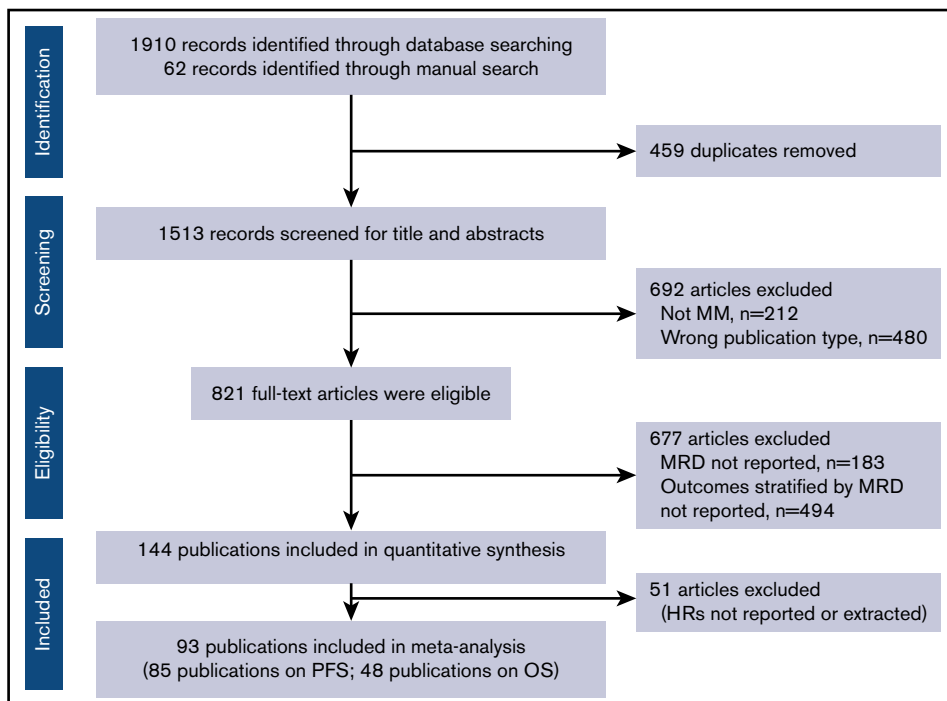 Identification
1910 records identified through database searching
62 records identified through manual search
459 duplicates removed
Screening
1513 records screened for title and abstracts
692 articles excluded
Not MM, n=212
Wrong publication type, n=480
Eligibility
821 full-text articles were eligible
677 articles excluded
MRD not reported, n=183
Outcomes stratified by MRD
not reported, n=494
Included
144 publications included in quantitative synthesis
51 articles excluded
(HRs not reported or extracted)
93 publications included in meta-analysis
(85 publications on PFS; 48 publications on OS)